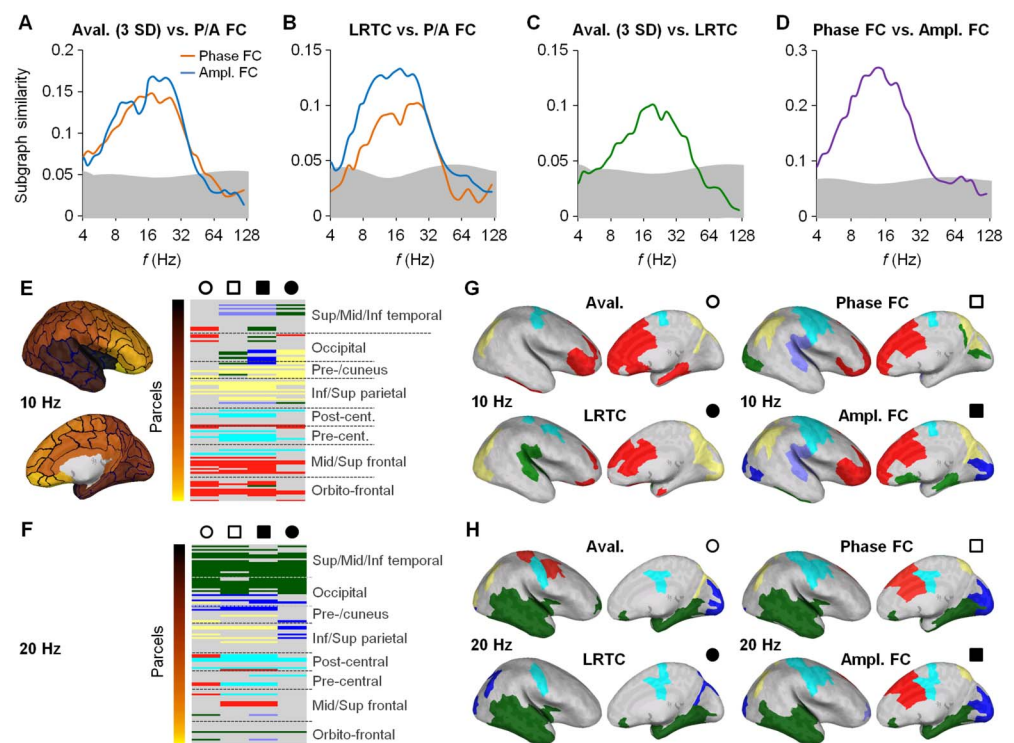 A Aval. (3 SD) vs. P/A FC
B LRTC vs. P/A FC
C Aval. (3 SD) vs. LRTC
D Phase FC vs. Ampl. FC
Subgraph similarity
0.2
0.15
0.1
0.05
0
Phase FC
Ampl. FC
4 8 16 32 64 128
f (Hz)
0.15
0.1
0.05
0
4 8 16 32 64 128
f (Hz)
0.15
0.10
0.05
0
4 8 16 32 64 128
f (Hz)
0.3
0.2
0.1
0
4 8 16 32 64 128
f (Hz)
E
10 Hz
Parcels
Sup/Mid/Inf temporal
Occipital
Pre-/cuneus
Inf/Sup parietal
Post-cent.
Pre-cent.
Mid/Sup frontal
Orbito-frontal
G
Aval.
Phase FC
10 Hz
10 Hz
LRTC
Ampl. FC
F
20 Hz
Parcels
Sup/Mid/Inf temporal
Occipital
Pre-/cuneus
Inf/Sup parietal
Post-central
Pre-central
Mid/Sup frontal
Orbito-frontal
H
Aval.
Phase FC
20 Hz
20 Hz
LRTC
Ampl. FC